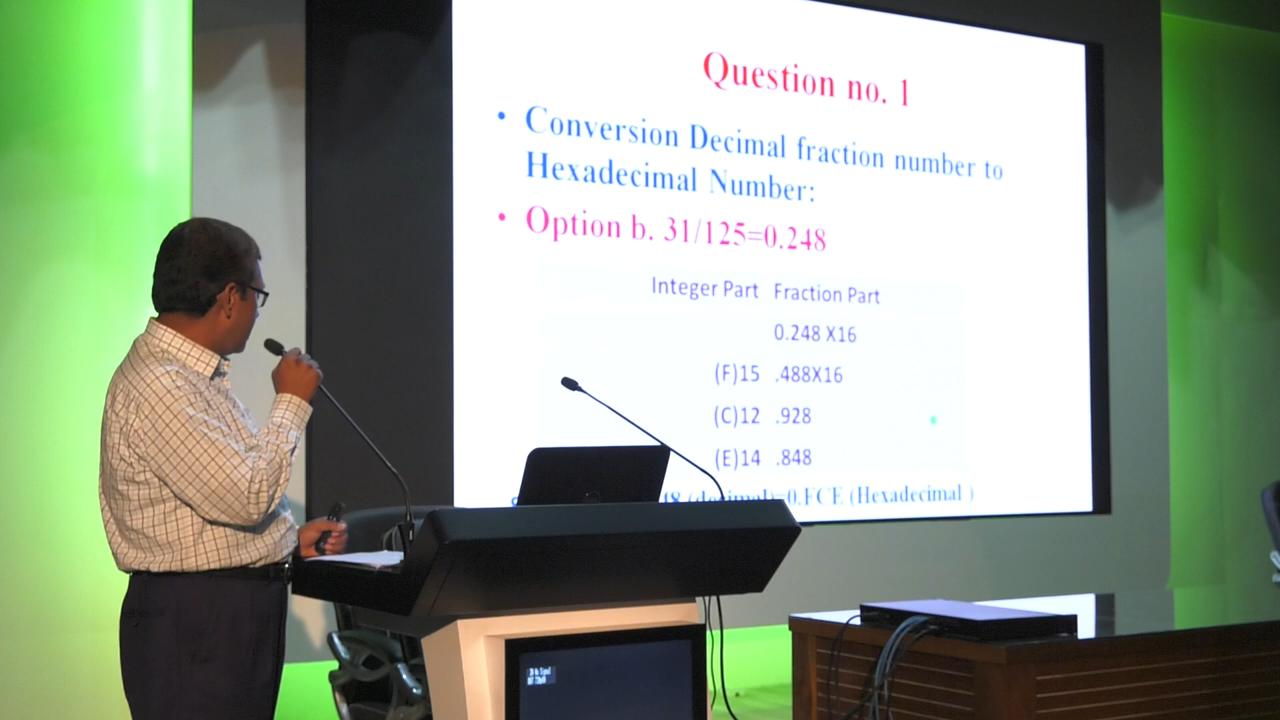 Question no. 1
• Conversion Decimal fraction number to
Hexadecimal Number:
• Option b. 31/125=0.248
Integer Part Fraction Part
0.248 X16
(F)15 .488X16
(C)12 .928
(E)14 .848
(decimal)=0.FCE (Hexadecimal )